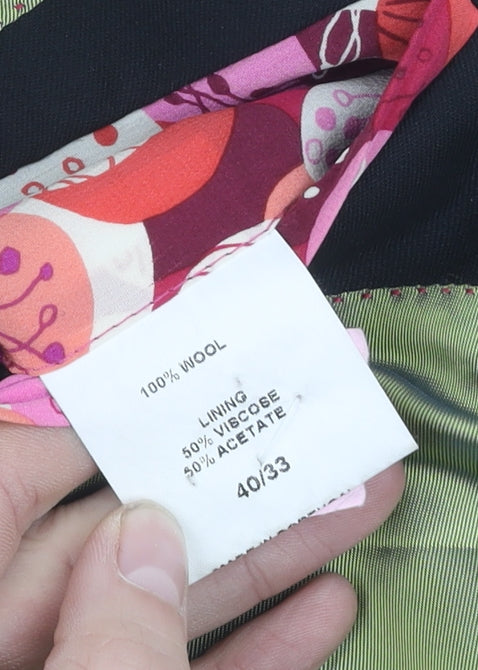 100% WOOL
LINING
50% VISCOSE
50% ACETATE
40/33